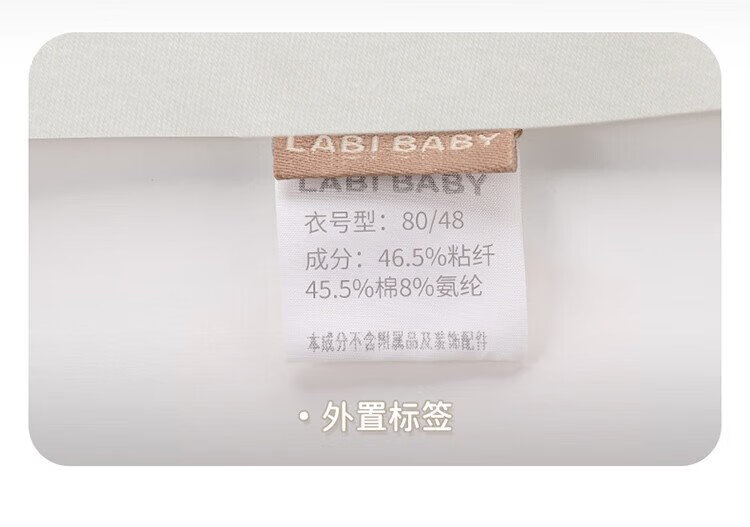 LABI BABY
LABI BABY
衣号型：80/48
成分：46.5%粘纤
45.5%棉8%氨纶
本成分不含附属品及装饰配件
·外置标签